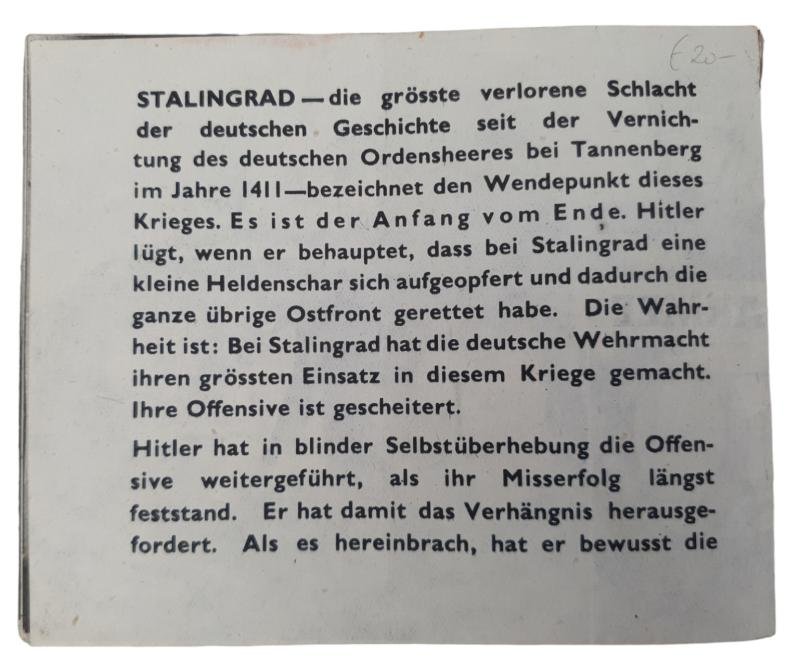 £20-
STALINGRAD — die grösste verlorene Schlacht
der deutschen Geschichte seit der Vernich-
tung des deutschen Ordensheeres bei Tannenberg
im Jahre 1411—bezeichnet den Wendepunkt dieses
Krieges. Es ist der Anfang vom Ende. Hitler
lügt, wenn er behauptet, dass bei Stalingrad eine
kleine Heldenschar sich aufgeopfert und dadurch die
ganze übrige Ostfront gerettet habe. Die Wahr-
heit ist: Bei Stalingrad hat die deutsche Wehrmacht
ihren grössten Einsatz in diesem Kriege gemacht.
Ihre Offensive ist gescheitert.
Hitler hat in blinder Selbstüberhebung die Offen-
sive weitergeführt, als ihr Misserfolg längst
feststand. Er hat damit das Verhängnis herausge-
fordert. Als es hereinbrach, hat er bewusst die